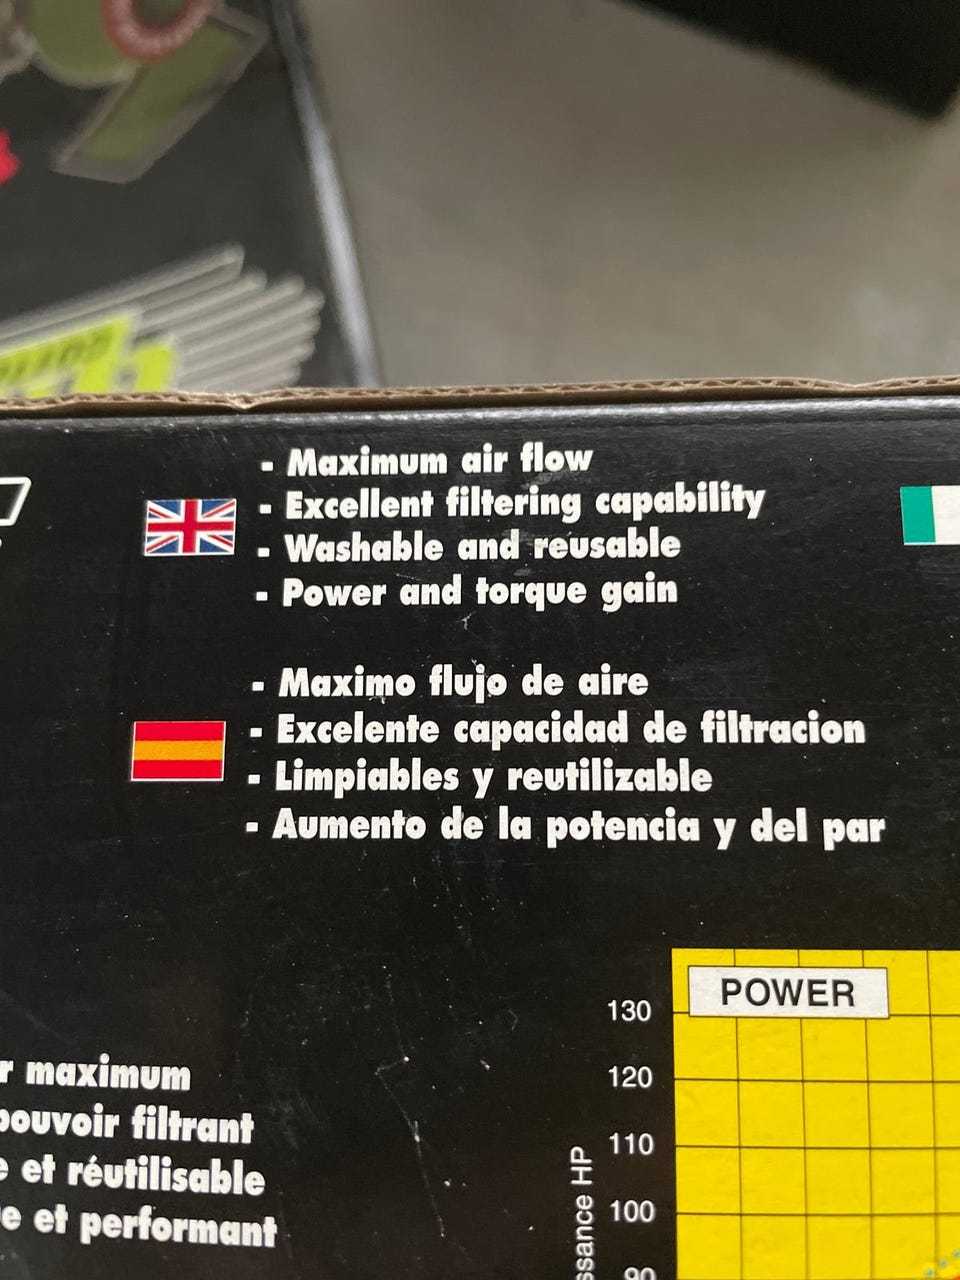 - Maximum air flow
- Excellent filtering capability
- Washable and reusable
- Power and torque gain
- Maximo flujo de aire
- Excelente capacidad de filtracion
- Limpiables y reutilizable
- Aumento de la potencia y del par
maximum
pouvoir filtrant
et réutilisable
et performant
POWER
130
120
110
100
90
HP